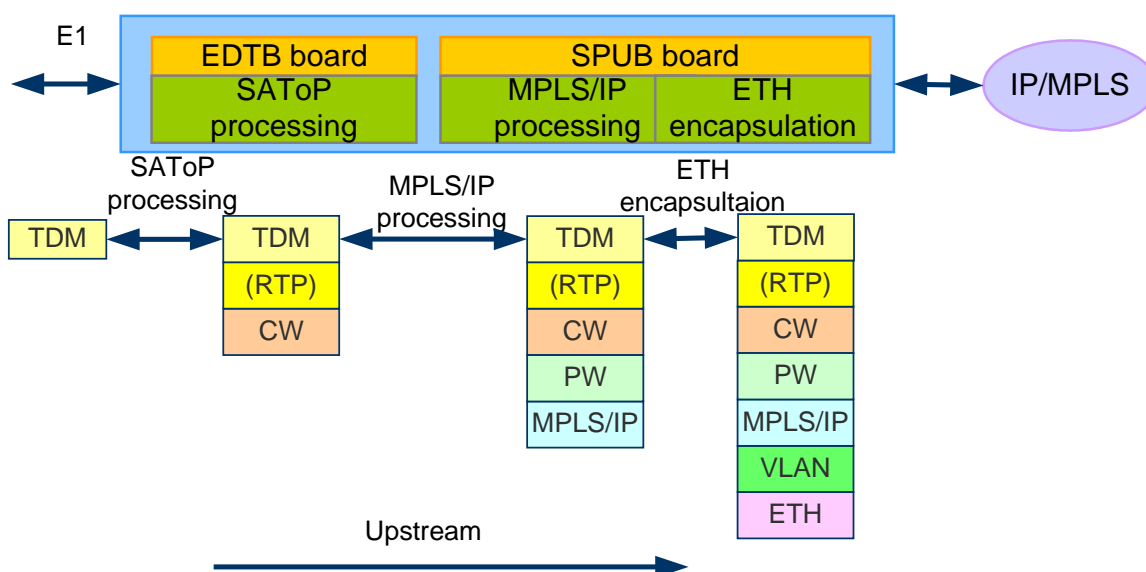 E1
EDTB board
SPUB board
SAToP
processing
MPLS/IP
processing
ETH
encapsulation
IP/MPLS
SAToP
processing
MPLS/IP
processing
ETH
encapsultaion
TDM
TDM
(RTP)
CW
TDM
(RTP)
CW
PW
MPLS/IP
TDM
(RTP)
CW
PW
MPLS/IP
VLAN
ETH
Upstream